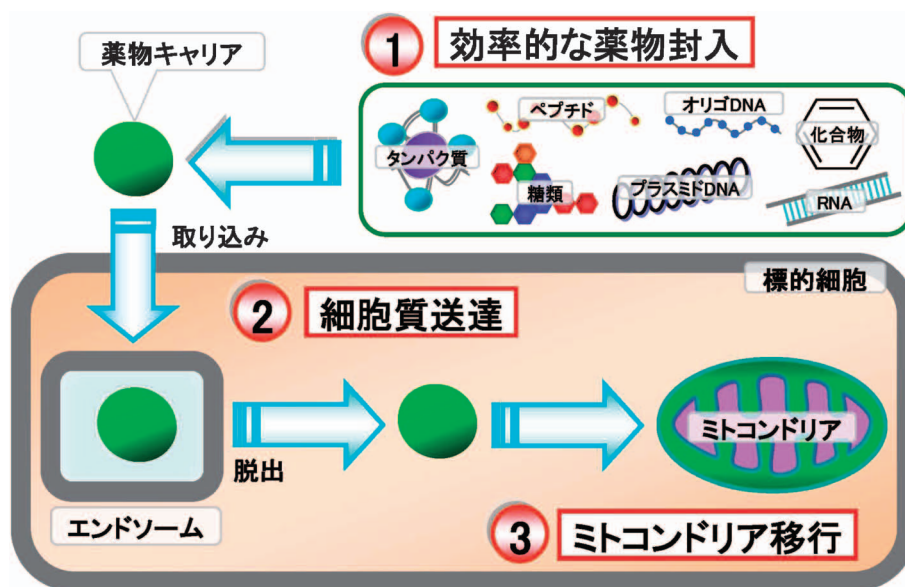 薬物キャリア
1 効率的な薬物封入
ペプチド
オリゴDNA
化合物
タンパク質
糖類
プラスミドDNA
RNA
取り込み
標的細胞
2 細胞質送達
ミトコンドリア
脱出
エンドソーム
3 ミトコンドリア移行